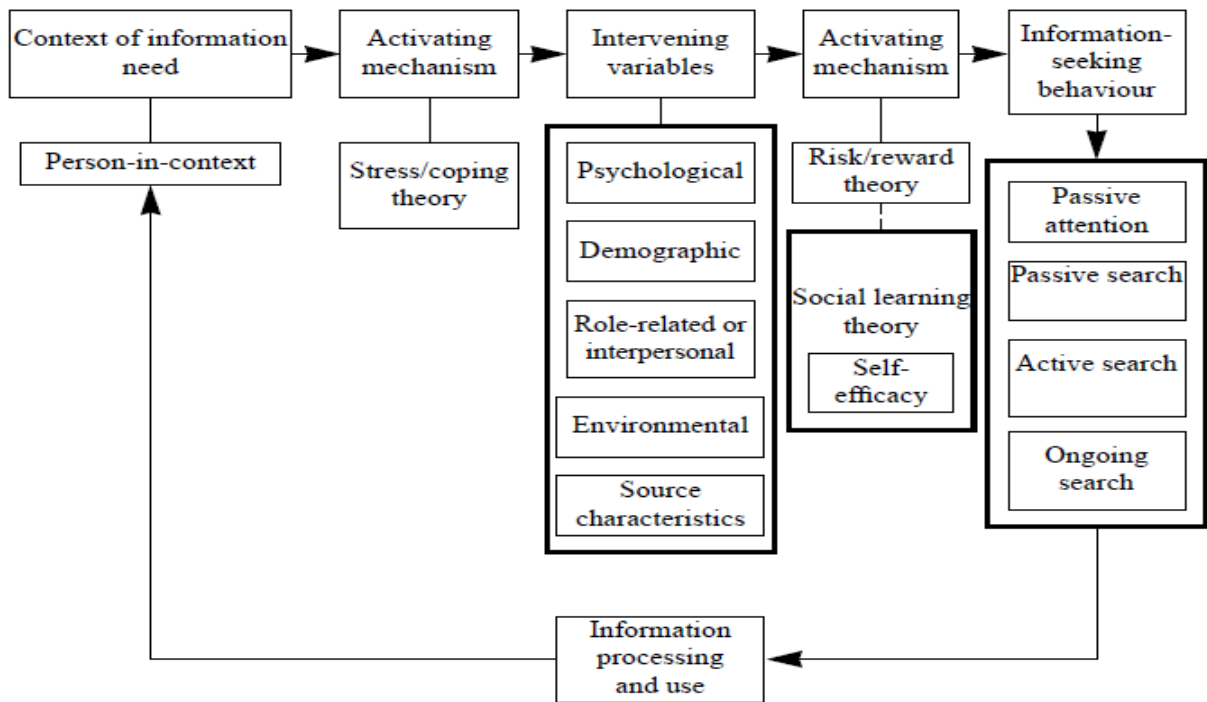 Context of information
need
Activating
mechanism
Intervening
variables
Activating
mechanism
Information-
seeking
behaviour
Person-in-context
Stress/coping
theory
Psychological
Demographic
Role-related or
interpersonal
Environmental
Source
characteristics
Risk/reward
theory
Social learning
theory
Self-
efficacy
Passive
attention
Passive search
Active search
Ongoing
search
Information
processing
and use